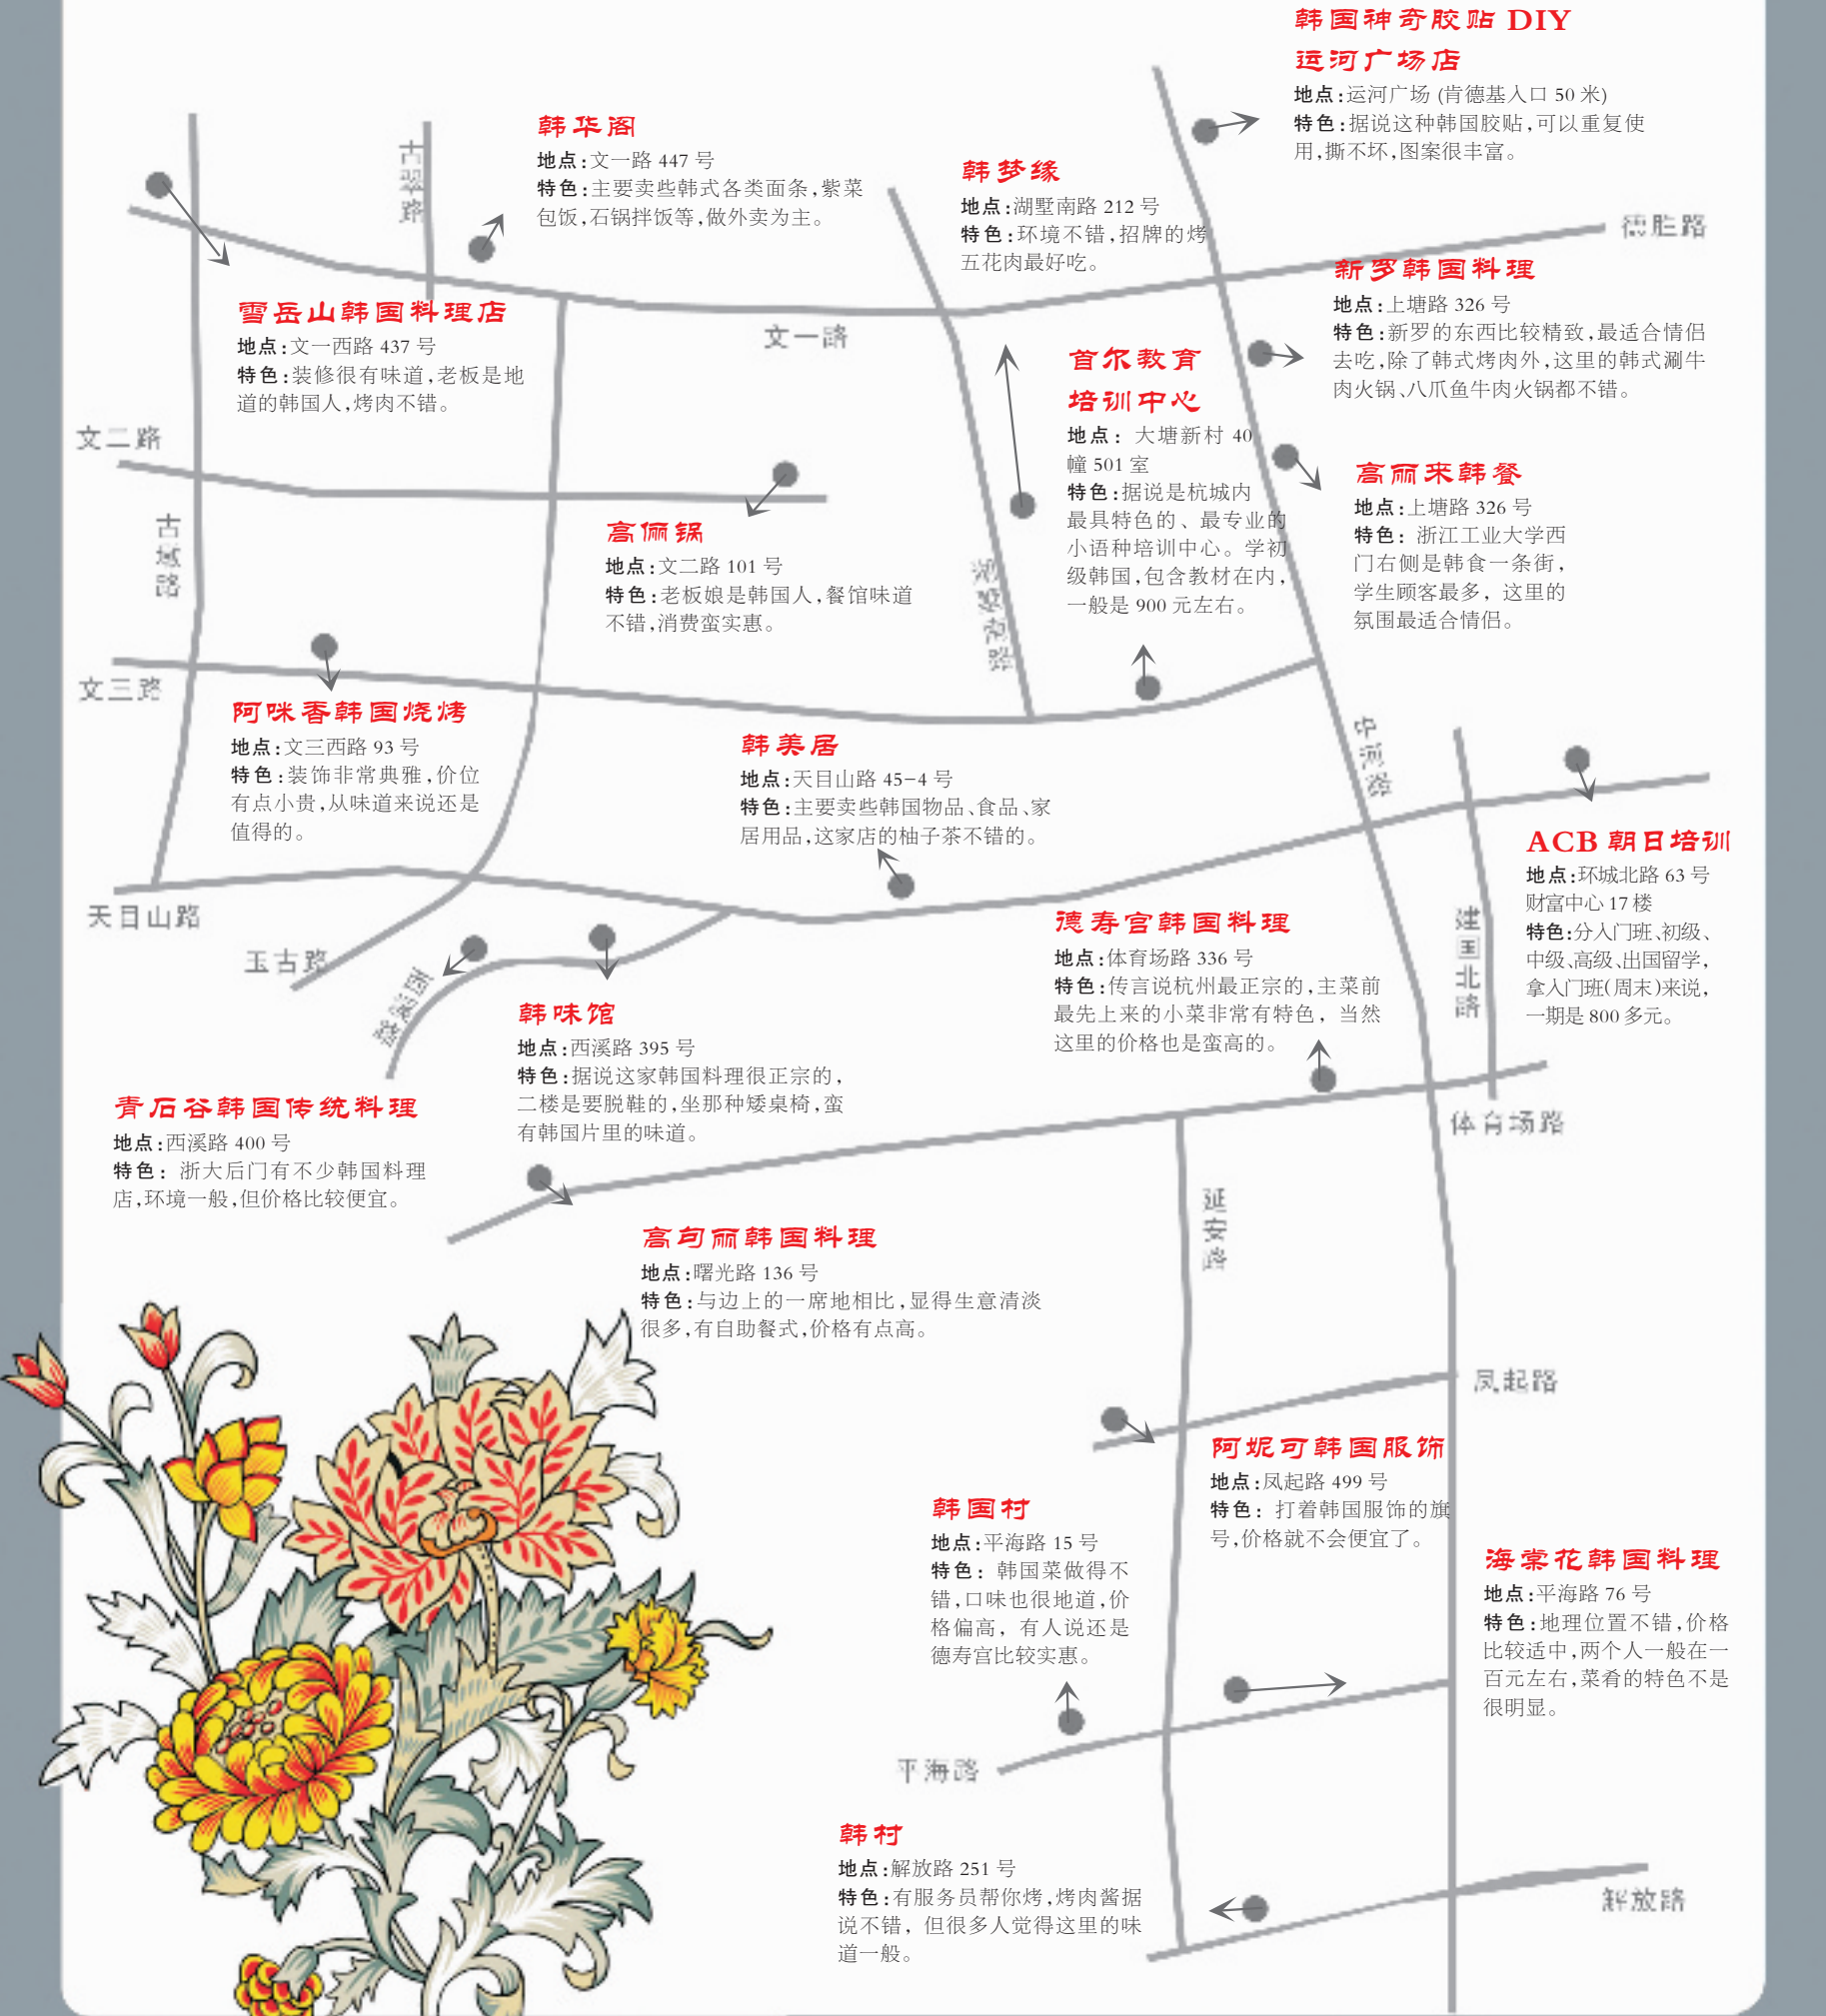 韩国神奇胶贴 DIY
运河广场店
地点:运河广场 (肯德基入口 50 米)
特色:据说这种韩国胶贴,可以重复使
用,撕不坏,图案很丰富。
韩华阁
地点:文一路 447 号
特色:主要卖些韩式各类面条,紫菜
包饭,石锅拌饭等,做外卖为主。
古翠路
韩梦缘
地点:湖墅南路 212 号
特色:环境不错,招牌的烤
五花肉最好吃。
德胜路
新罗韩国料理
地点:上塘路 326 号
特色:新罗的东西比较精致,最适合情侣
去吃,除了韩式烤肉外,这里的韩式涮牛
肉火锅、八爪鱼牛肉火锅都不错。
雪岳山韩国料理店
地点:文一西路 437 号
特色:装修很有味道,老板是地
道的韩国人,烤肉不错。
文一路
首尔教育
培训中心
地点: 大塘新村 40
幢 501 室
特色:据说是杭城内
最具特色的、最专业的
小语种培训中心。学初
级韩国,包含教材在内,
一般是 900 元左右。
文二路
高丽来韩餐
地点:上塘路 326 号
特色: 浙江工业大学西
门右侧是韩食一条街,
学生顾客最多, 这里的
氛围最适合情侣。
古墩路
高俪锅
地点:文二路 101 号
特色:老板娘是韩国人,餐馆味道
不错,消费蛮实惠。
湖墅南路
文三路
阿咪香韩国烧烤
地点:文三西路 93 号
特色:装饰非常典雅,价位
有点小贵,从味道来说还是
值得的。
韩美居
地点:天目山路 45-4 号
特色:主要卖些韩国物品、食品、家
居用品,这家店的柚子茶不错的。
中河路
ACB 朝日培训
地点:环城北路 63 号
财富中心 17 楼
特色:分入门班、初级、
中级、高级、出国留学,
拿入门班(周末)来说,
一期是 800 多元。
天目山路
玉古路
西溪路
德寿宫韩国料理
地点:体育场路 336 号
特色:传言说杭州最正宗的,主菜前
最先上来的小菜非常有特色, 当然
这里的价格也是蛮高的。
建国北路
韩味馆
地点:西溪路 395 号
特色:据说这家韩国料理很正宗的,
二楼是要脱鞋的,坐那种矮桌椅,蛮
有韩国片里的味道。
青石谷韩国传统料理
地点:西溪路 400 号
特色: 浙大后门有不少韩国料理
店,环境一般,但价格比较便宜。
体育场路
高句丽韩国料理
地点:曙光路 136 号
特色:与边上的一席地相比,显得生意清淡
很多,有自助餐式,价格有点高。
延安路
凤起路
阿妮可韩国服饰
地点:凤起路 499 号
特色: 打着韩国服饰的旗
号,价格就不会便宜了。
韩国村
地点:平海路 15 号
特色: 韩国菜做得不
错,口味也很地道,价
格偏高, 有人说还是
德寿宫比较实惠。
海棠花韩国料理
地点:平海路 76 号
特色:地理位置不错,价格
比较适中,两个人一般在一
百元左右,菜肴的特色不是
很明显。
平海路
韩村
地点:解放路 251 号
特色:有服务员帮你烤,烤肉酱据
说不错, 但很多人觉得这里的味
道一般。
解放路